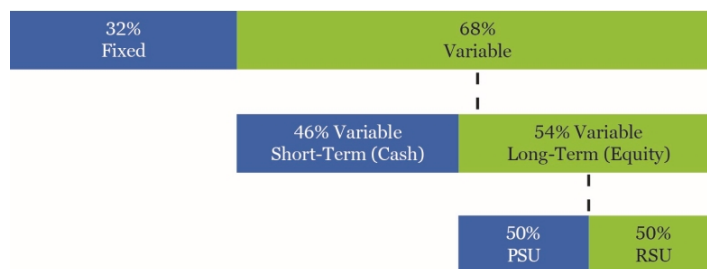 32%
Fixed
68%
Variable
46% Variable
Short-Term (Cash)
54% Variable
Long-Term (Equity)
50%
PSU
50%
RSU